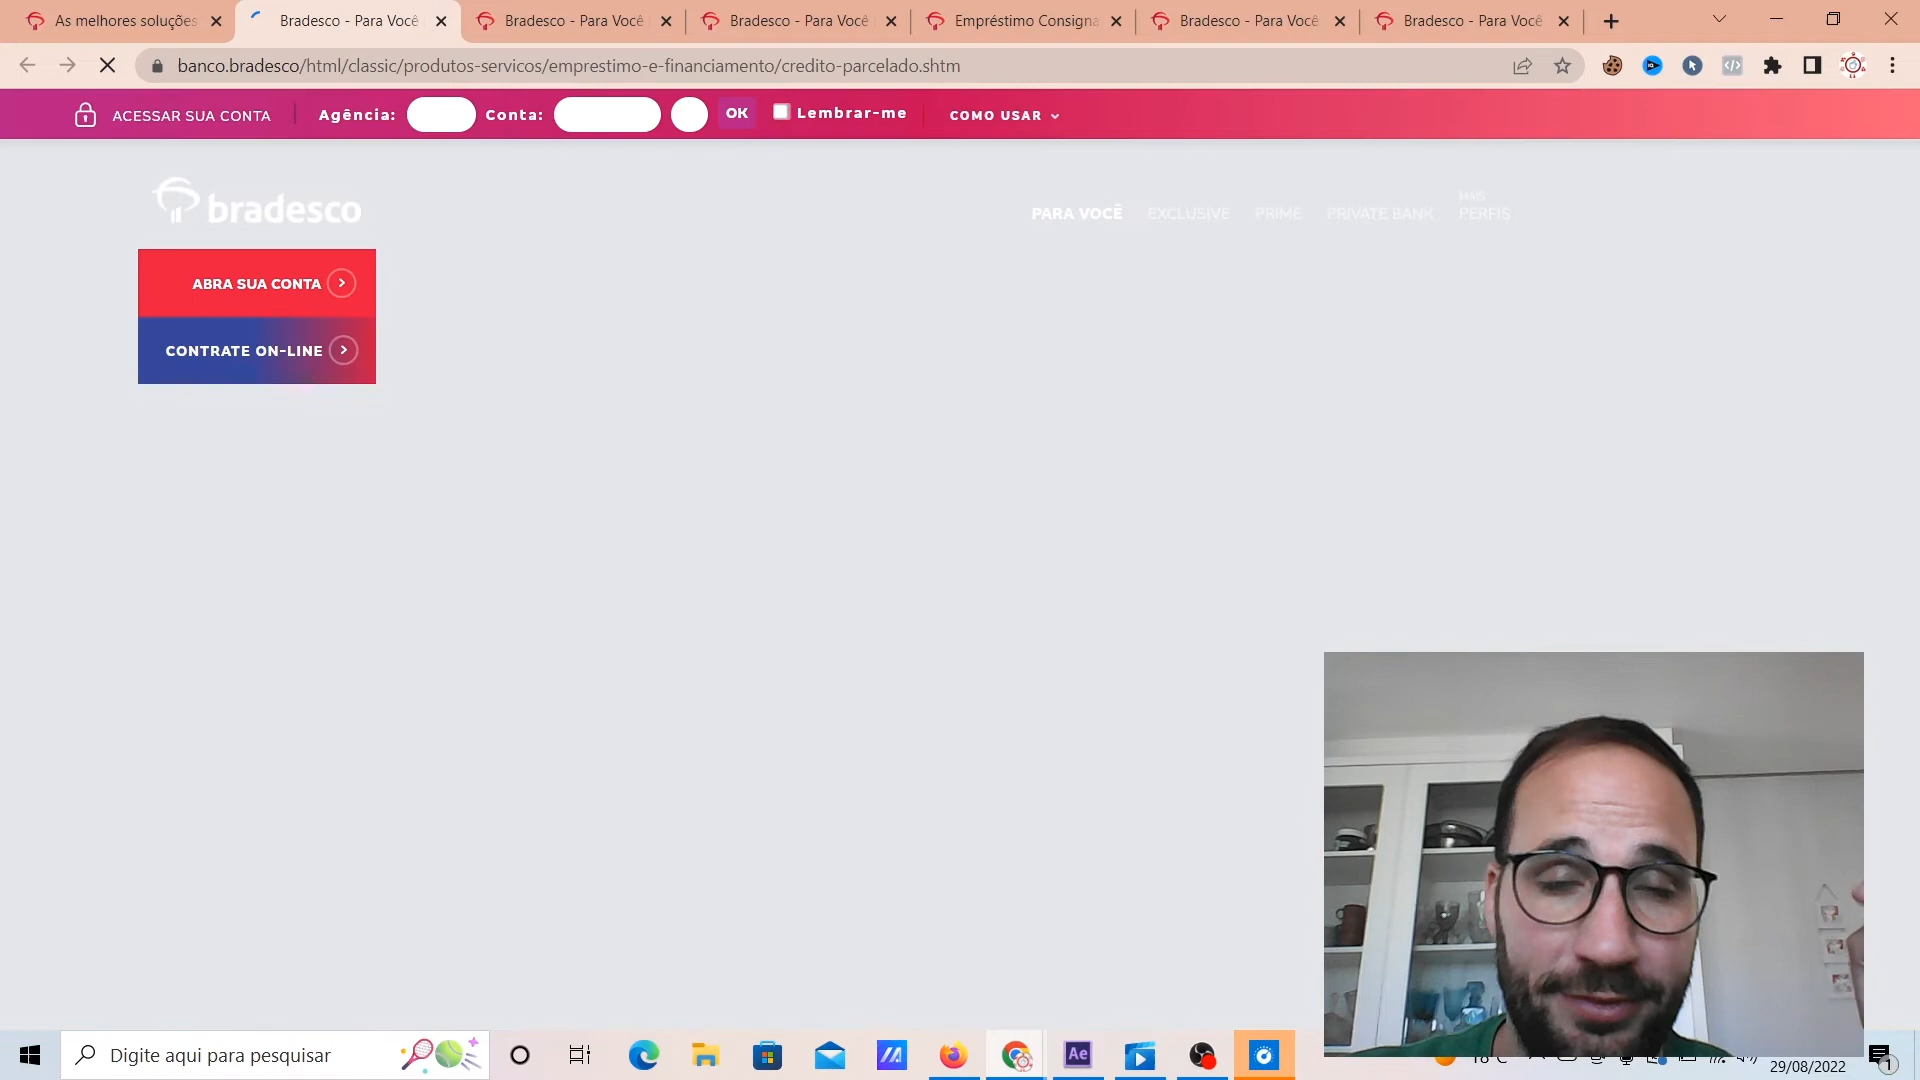 As melhores soluções
Bradesco - Para Você
Bradesco - Para Você
Bradesco - Para Você
Empréstimo Consigna
Bradesco - Para Você
Bradesco - Para Você
banco.bradesco/html/classic/produtos-servicos/emprestimo-e-financiamento/credito-parcelado.shtm
ACESSAR SUA CONTA
Agência:
Conta:
OK
Lembrar-me
COMO USAR
bradesco
PARA VOCÊ
EXCLUSIVE
PRIME
PRIVATE BANK
MAIS
PERFIS
ABRA SUA CONTA
CONTRATE ON-LINE
Digite aqui para pesquisar
Ae
29/08/2022
1